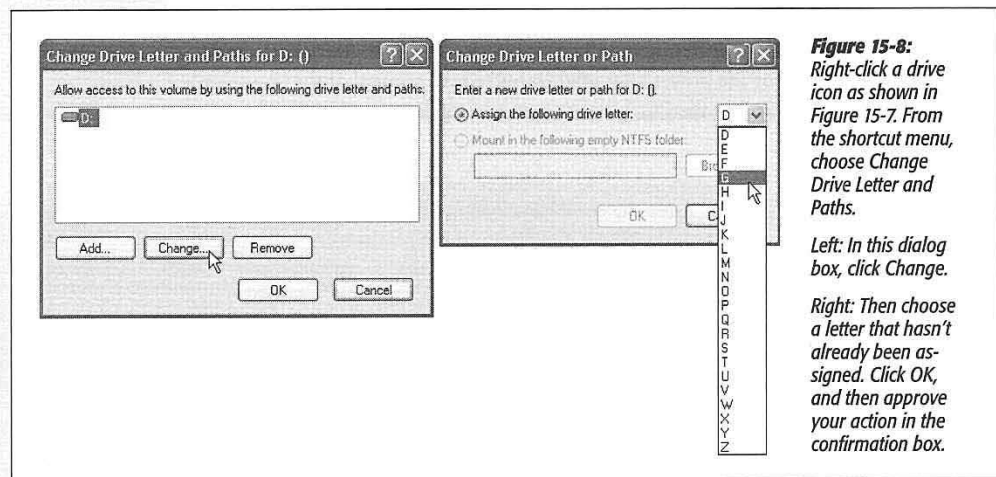 Change Drive Letter and Paths for D: ()
Allow access to this volume by using the following drive letter and paths.
D:
Add...
Change...
Remove
OK
Cancel
Change Drive Letter or Path
Enter a new drive letter or path for D: ().
Assign the following drive letter:
D
Mount in the following empty NTFS folder:
OK
D
E
F
G
H
I
J
K
L
M
N
O
P
Q
R
S
T
U
V
W
X
Y
Z
Figure 15-8:
Right-click a drive
icon as shown in
Figure 15-7. From
the shortcut menu,
choose Change
Drive Letter and
Paths.
Left: In this dialog
box, click Change.
Right: Then choose
a letter that hasn't
already been as-
signed. Click OK,
and then approve
your action in the
confirmation box.